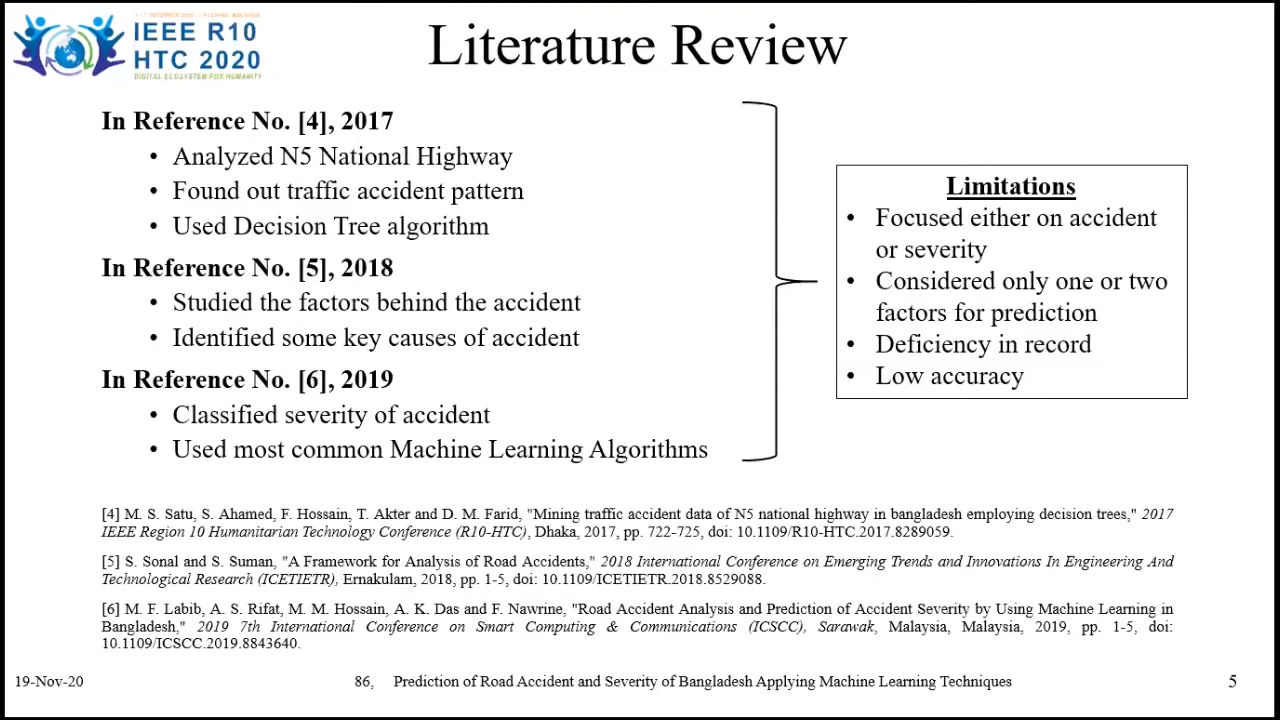 IEEE R10
HTC 2020
DIGITAL ECOSYSTEM FOR HUMANITY
Literature Review
In Reference No. [4], 2017
• Analyzed N5 National Highway
• Found out traffic accident pattern
• Used Decision Tree algorithm
In Reference No. [5], 2018
• Studied the factors behind the accident
• Identified some key causes of accident
In Reference No. [6], 2019
• Classified severity of accident
• Used most common Machine Learning Algorithms
Limitations
• Focused either on accident
or severity
• Considered only one or two
factors for prediction
• Deficiency in record
• Low accuracy
[4] M. S. Satu, S. Ahamed, F. Hossain, T. Akter and D. M. Farid, "Mining traffic accident data of N5 national highway in bangladesh employing decision trees," 2017
IEEE Region 10 Humanitarian Technology Conference (R10-HTC), Dhaka, 2017, pp. 722-725, doi: 10.1109/R10-HTC.2017.8289059.
[5] S. Sonal and S. Suman, "A Framework for Analysis of Road Accidents," 2018 International Conference on Emerging Trends and Innovations In Engineering And
Technological Research (ICETIETR), Ernakulam, 2018, pp. 1-5, doi: 10.1109/ICETIETR.2018.8529088.
[6] M. F. Labib, A. S. Rifat, M. M. Hossain, A. K. Das and F. Nawrine, "Road Accident Analysis and Prediction of Accident Severity by Using Machine Learning in
Bangladesh," 2019 7th International Conference on Smart Computing & Communications (ICSCC), Sarawak, Malaysia, Malaysia, 2019, pp. 1-5, doi:
10.1109/ICSCC.2019.8843640.
19-Nov-20
86, Prediction of Road Accident and Severity of Bangladesh Applying Machine Learning Techniques
5